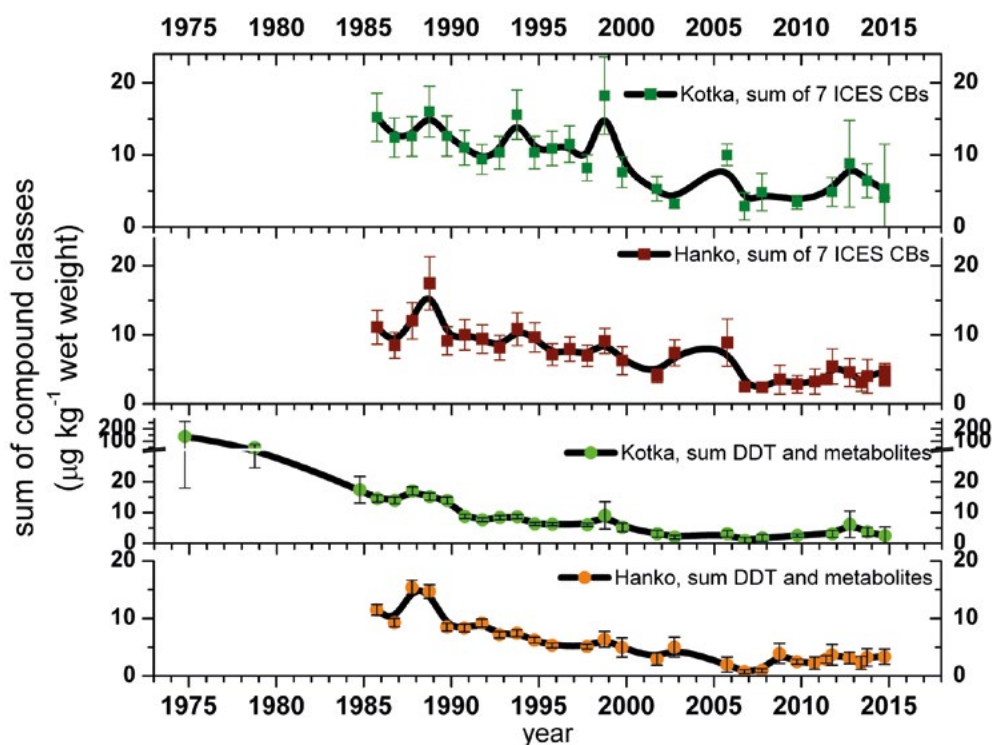 1975 1980 1985 1990 1995 2000 2005 2010 2015
sum of compound classes
(µg kg⁻¹ wet weight)
20 20
Kotka, sum of 7 ICES CBs
10 10
0 0
20 20
Hanko, sum of 7 ICES CBs
10 10
0 0
200 200
100 100
Kotka, sum DDT and metabolites
20 20
10 10
0 0
20 20
Hanko, sum DDT and metabolites
10 10
0 0
1975 1980 1985 1990 1995 2000 2005 2010 2015
year